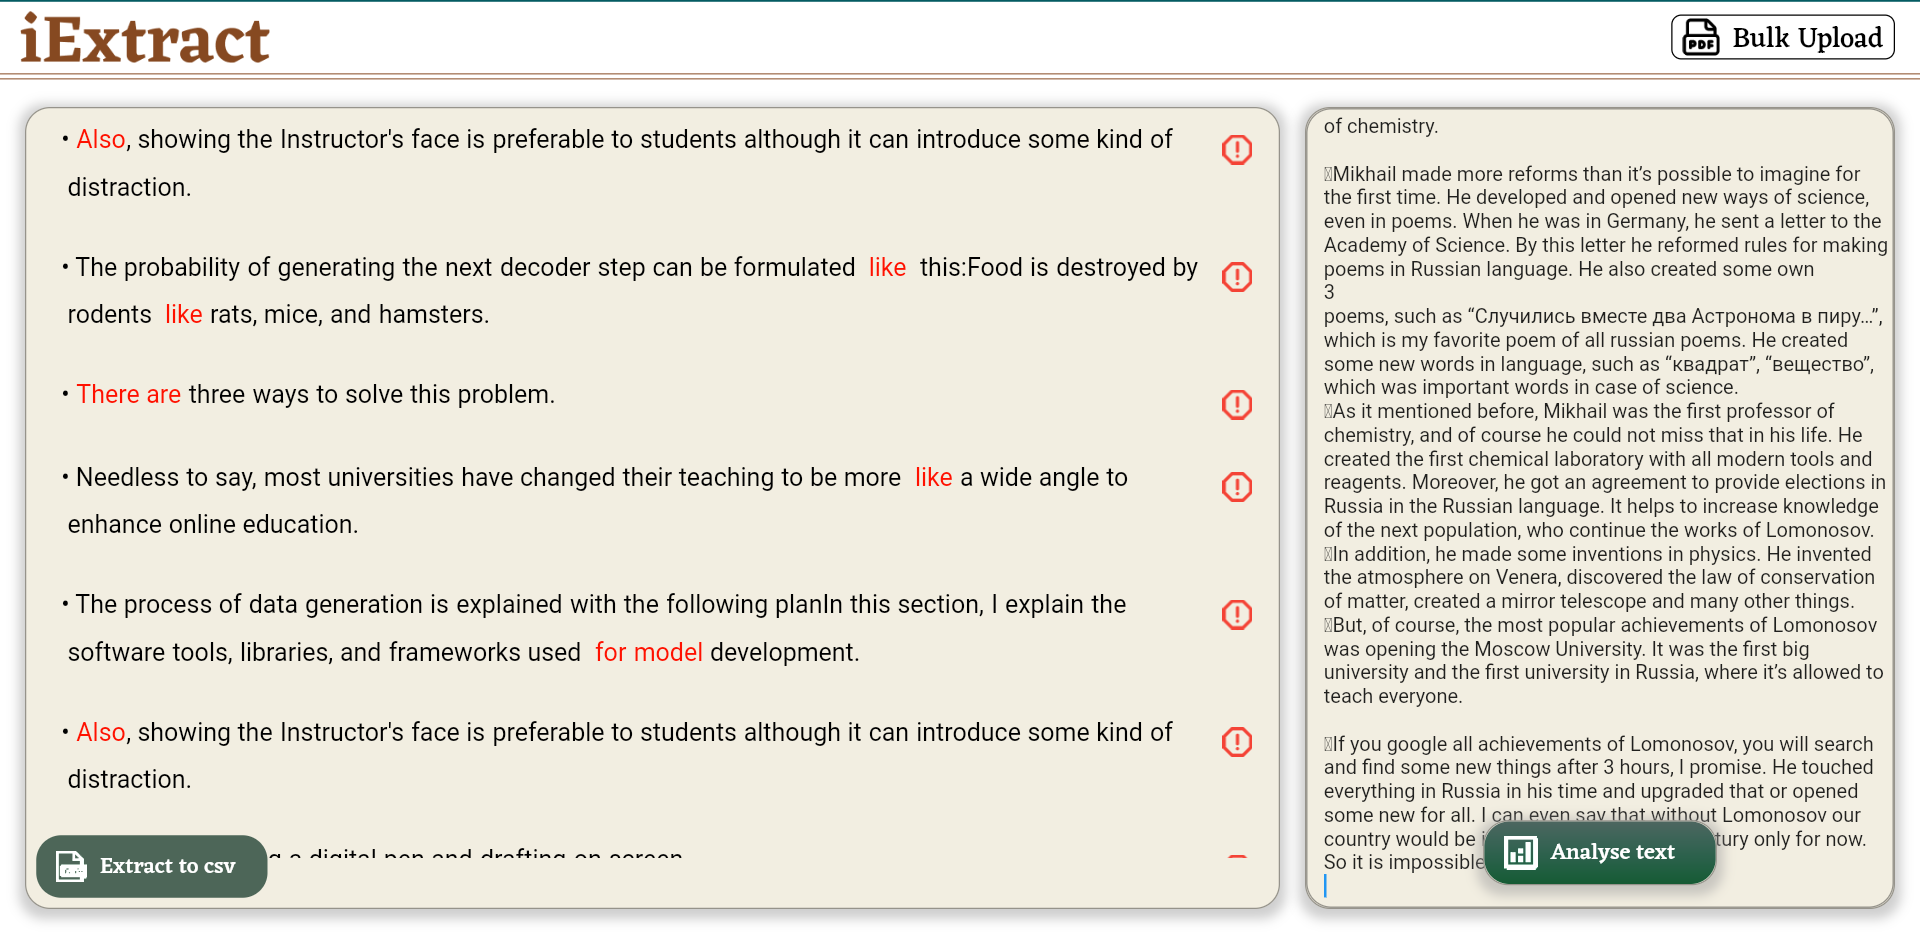 iExtract
PDF Bulk Upload
• Also, showing the Instructor's face is preferable to students although it can introduce some kind of
distraction.
• The probability of generating the next decoder step can be formulated like this:Food is destroyed by
rodents like rats, mice, and hamsters.
• There are three ways to solve this problem.
• Needless to say, most universities have changed their teaching to be more like a wide angle to
enhance online education.
• The process of data generation is explained with the following planIn this section, I explain the
software tools, libraries, and frameworks used for model development.
• Also, showing the Instructor's face is preferable to students although it can introduce some kind of
distraction.
g a digital pen and drafting on screen
Extract to csv
of chemistry.
Mikhail made more reforms than it’s possible to imagine for
the first time. He developed and opened new ways of science,
even in poems. When he was in Germany, he sent a letter to the
Academy of Science. By this letter he reformed rules for making
poems in Russian language. He also created some own
3
poems, such as “Случились вместе два Астронома в пиру…”,
which is my favorite poem of all russian poems. He created
some new words in language, such as “квадрат”, “вещество”,
which was important words in case of science.
As it mentioned before, Mikhail was the first professor of
chemistry, and of course he could not miss that in his life. He
created the first chemical laboratory with all modern tools and
reagents. Moreover, he got an agreement to provide elections in
Russia in the Russian language. It helps to increase knowledge
of the next population, who continue the works of Lomonosov.
In addition, he made some inventions in physics. He invented
the atmosphere on Venera, discovered the law of conservation
of matter, created a mirror telescope and many other things.
But, of course, the most popular achievements of Lomonosov
was opening the Moscow University. It was the first big
university and the first university in Russia, where it’s allowed to
teach everyone.
If you google all achievements of Lomonosov, you will search
and find some new things after 3 hours, I promise. He touched
everything in Russia in his time and upgraded that or opened
some new for all. I can even say that without Lomonosov our
country would be tury only for now.
So it is impossible
Analyse text